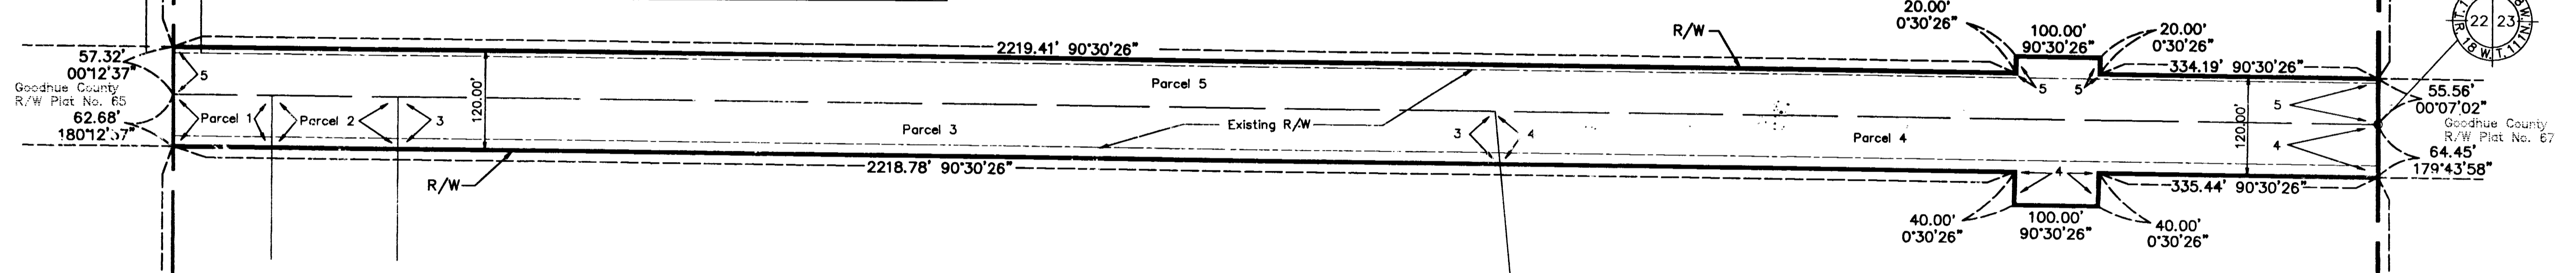 57.32'
00°12'37"
Goodhue County
R/W Plat No. 65
62.68'
5
Parcel 1
Parcel 2
3
120.00'
2219.41' 90°30'26"
Parcel 5
Parcel 3
Existing R/W
R/W
2218.78' 90°30'26"
3
4
R/W
20.00'
0°30'26"
100.00'
90°30'26"
20.00'
0°30'26"
5
5
334.19' 90°30'26"
Parcel 4
120.00'
5
4
4
335.44' 90°30'26"
40.00'
0°30'26"
100.00'
90°30'26"
40.00'
0°30'26"
55.56'
00°07'02"
Goodhue County
R/W Plat No. 67
64.45'
179°43'58"
22 23
R. 18 W. T. 111N.